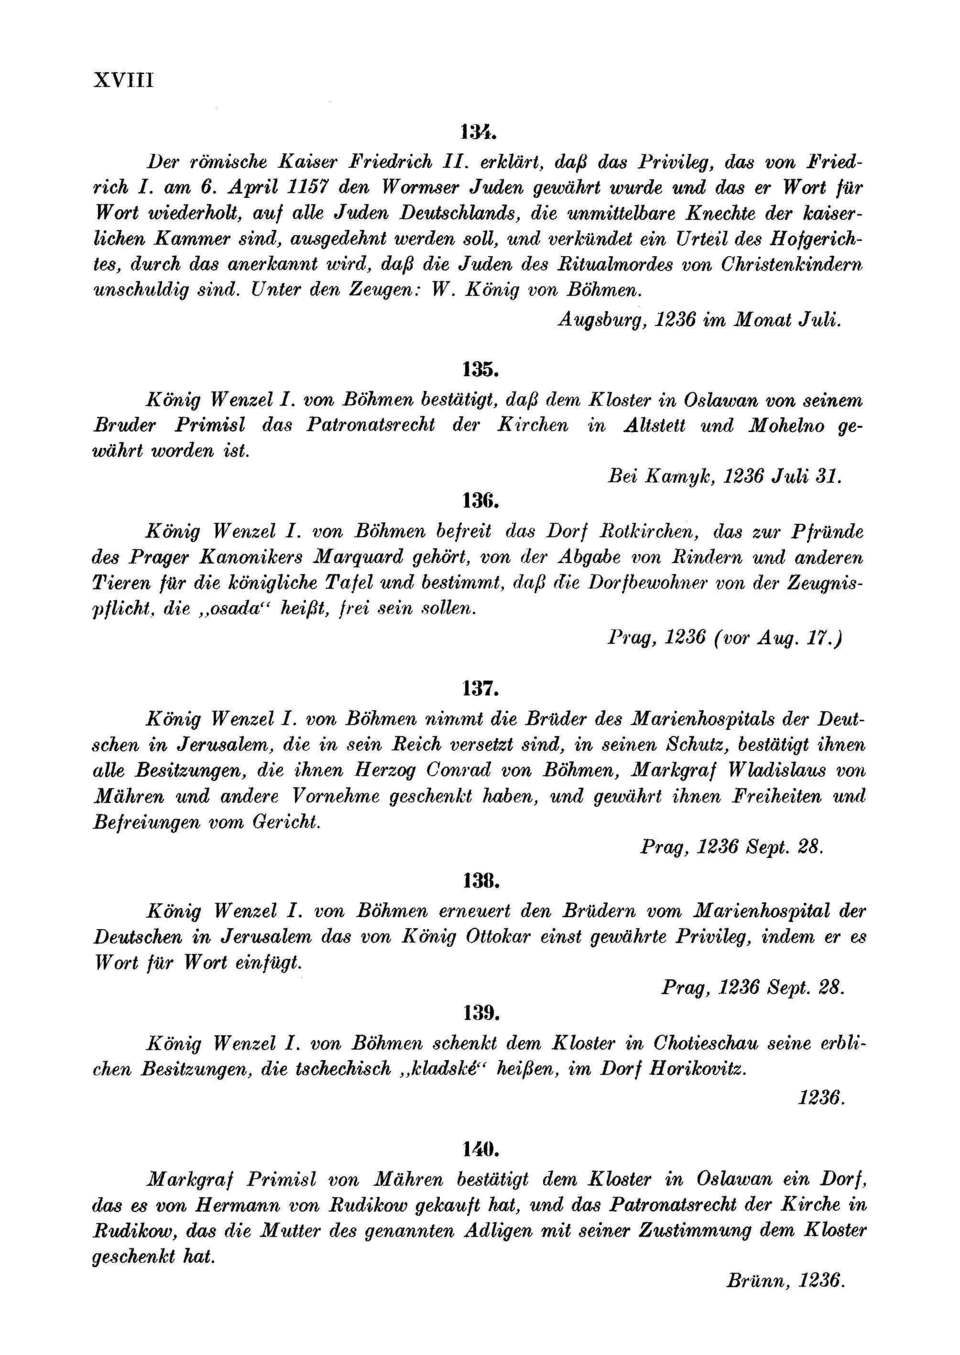 XVIII
134.
Der römische Kaiser Friedrich II. erklärt, daß das Privileg, das von Fried-
rich I. am 6. April 1157 den Wormser Juden gewährt wurde und das er Wort für
Wort wiederholt, auf alle Juden Deutschlands, die unmittelbare Knechte der kaiser-
lichen Kammer sind, ausgedehnt werden soll, und verkündet ein Urteil des Hofgerich-
tes, durch das anerkannt wird, daß die Juden des Ritualmordes von Christenkindern
unschuldig sind. Unter den Zeugen: W. König von Böhmen.
Augsburg, 1236 im Monat Juli.
135.
König Wenzel I. von Böhmen bestätigt, daß dem Kloster in Oslawan von seinem
Bruder Primisl das Patronatsrecht der Kirchen in Altstett und Mohelno ge-
währt worden ist.
Bei Kamyk, 1236 Juli 31.
136.
König Wenzel I. von Böhmen befreit das Dorf Rotkirchen, das zur Pfründe
des Prager Kanonikers Marquard gehört, von der Abgabe von Rindern und anderen
Tieren für die königliche Tafel und bestimmt, daß die Dorfbewohner von der Zeugnis-
pflicht, die „osada“ heißt, frei sein sollen.
Prag, 1236 (vor Aug. 17.)
137.
König Wenzel I. von Böhmen nimmt die Brüder des Marienhospitals der Deut-
schen in Jerusalem, die in sein Reich versetzt sind, in seinen Schutz, bestätigt ihnen
alle Besitzungen, die ihnen Herzog Conrad von Böhmen, Markgraf Wladislaus von
Mähren und andere Vornehme geschenkt haben, und gewährt ihnen Freiheiten und
Befreiungen vom Gericht.
Prag, 1236 Sept. 28.
138.
König Wenzel I. von Böhmen erneuert den Brüdern vom Marienhospital der
Deutschen in Jerusalem das von König Ottokar einst gewährte Privileg, indem er es
Wort für Wort einfügt.
Prag, 1236 Sept. 28.
139.
König Wenzel I. von Böhmen schenkt dem Kloster in Chotieschau seine erbli-
chen Besitzungen, die tschechisch „kladské“ heißen, im Dorf Horikovitz.
1236.
140.
Markgraf Primisl von Mähren bestätigt dem Kloster in Oslawan ein Dorf,
das es von Hermann von Rudikow gekauft hat, und das Patronatsrecht der Kirche in
Rudikow, das die Mutter des genannten Adligen mit seiner Zustimmung dem Kloster
geschenkt hat.
Brünn, 1236.